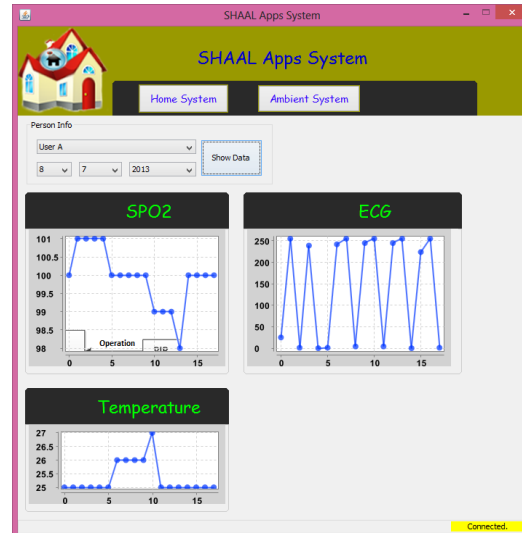 SHAAL Apps System
SHAAL Apps System
Home System Ambient System
Person Info
User A
8 7 2013
Show Data
SPO2
101
100.5
100
99.5
99
98.5
98
Operation
0 5 10 15
ECG
250
200
150
100
50
0
0 5 10 15
Temperature
27
26.5
26
25.5
25
0 5 10 15
Connected.